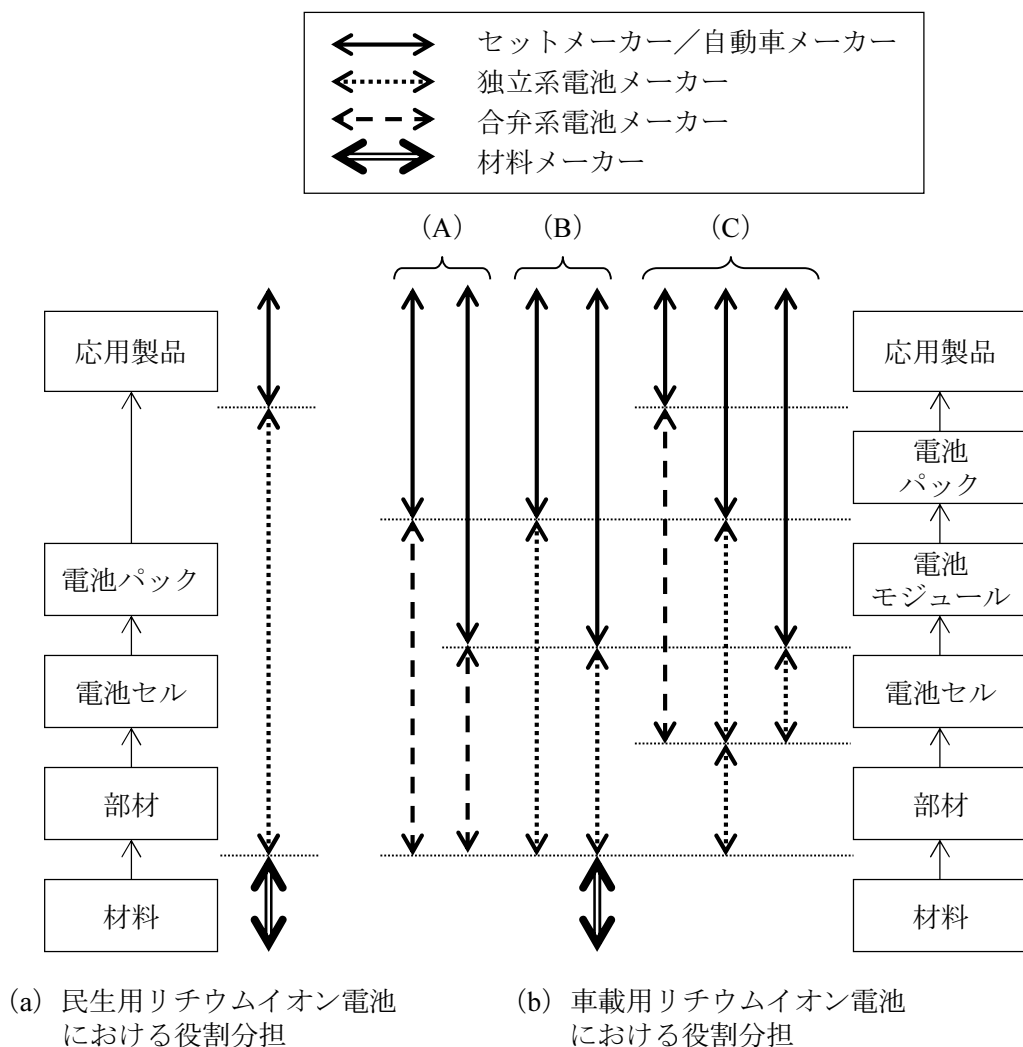 セットメーカー／自動車メーカー
独立系電池メーカー
合弁系電池メーカー
材料メーカー
(A)
(B)
(C)
応用製品
電池パック
電池セル
部材
材料
応用製品
電池
パック
電池
モジュール
電池セル
部材
材料
(a) 民生用リチウムイオン電池
における役割分担
(b) 車載用リチウムイオン電池
における役割分担